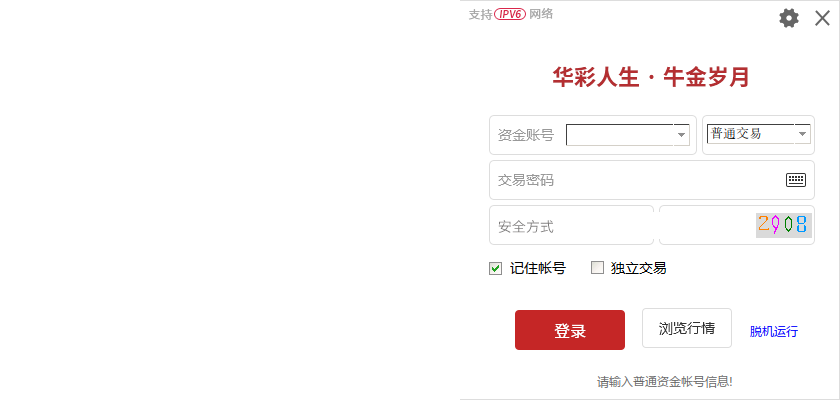 支持 IPV6 网络
华彩人生 · 牛金岁月
资金账号 普通交易
交易密码
安全方式 2908
记住帐号 独立交易
登录 浏览行情 脱机运行
请输入普通资金帐号信息!